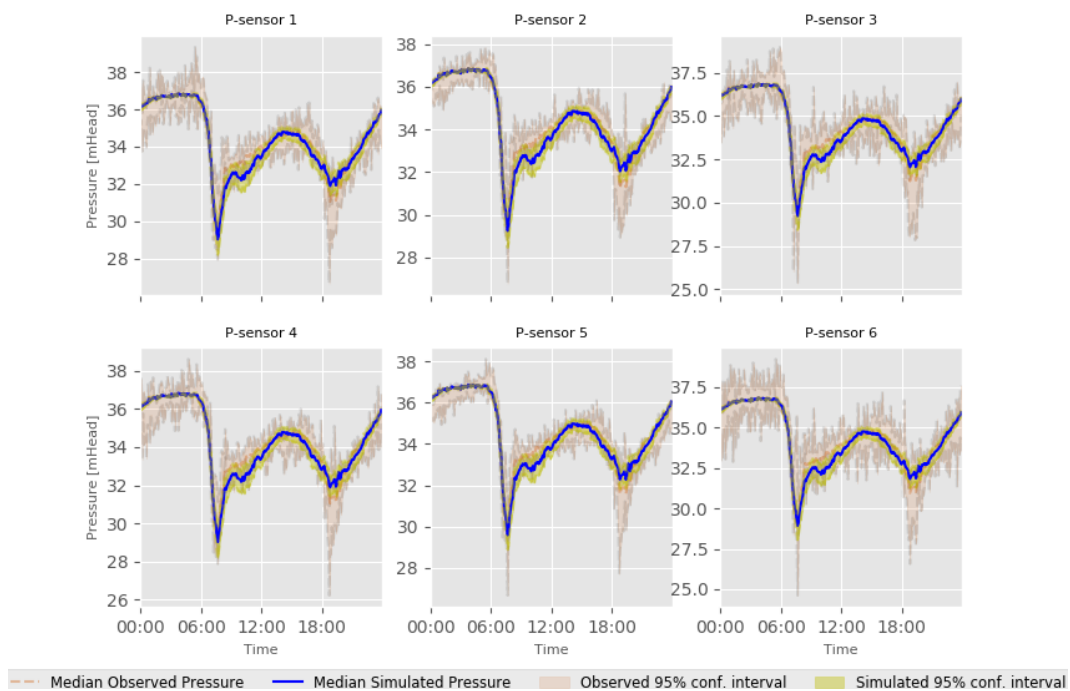 P-sensor 1 P-sensor 2 P-sensor 3
38 38 37.5
36 36 35.0
34 34 32.5
32 32 30.0
30 30 27.5
28 28 25.0
Pressure [mHead]
P-sensor 4 P-sensor 5 P-sensor 6
38 38 37.5
36 36 35.0
34 34 32.5
32 32 30.0
30 30 27.5
28 28 25.0
26
Pressure [mHead]
00:00 06:00 12:00 18:00 00:00 06:00 12:00 18:00 00:00 06:00 12:00 18:00
Time Time Time
Median Observed Pressure Median Simulated Pressure Observed 95% conf. interval Simulated 95% conf. interval